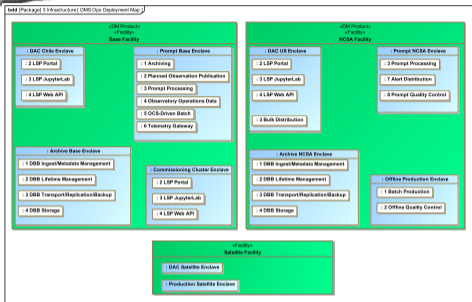 bdd [Package] 3 Infrastructure[ DMS Ops Deployment Map ]
«DM Product»
«Facility»
Base Facility
: DAC Chile Enclave
: 2 LSP Portal
: 3 LSP JupyterLab
: 4 LSP Web API
: Prompt Base Enclave
: 1 Archiving
: 2 Planned Observation Publication
: 3 Prompt Processing
: 4 Observatory Operations Data
: 5 OCS-Driven Batch
: 6 Telemetry Gateway
: Archive Base Enclave
: 1 DBB Ingest/Metadata Management
: 2 DBB Lifetime Management
: 3 DBB Transport/Replication/Backup
: 4 DBB Storage
: Commissioning Cluster Enclave
: 2 LSP Portal
: 3 LSP JupyterLab
: 4 LSP Web API
«DM Product»
«Facility»
NCSA Facility
: DAC US Enclave
: 2 LSP Portal
: 3 LSP JupyterLab
: 4 LSP Web API
: 3 Bulk Distribution
: Prompt NCSA Enclave
: 3 Prompt Processing
: 7 Alert Distribution
: 8 Prompt Quality Control
: Archive NCSA Enclave
: 1 DBB Ingest/Metadata Management
: 2 DBB Lifetime Management
: 3 DBB Transport/Replication/Backup
: 4 DBB Storage
: Offline Production Enclave
: 1 Batch Production
: 2 Offline Quality Control
«Facility»
Satellite Facility
: DAC Satellite Enclave
: Production Satellite Enclave